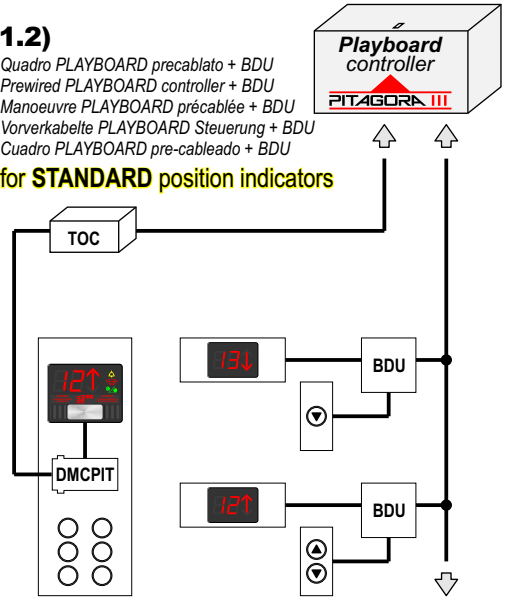 1.2)
Quadro PLAYBOARD precablato + BDU
Prewired PLAYBOARD controller + BDU
Manoeuvre PLAYBOARD précablée + BDU
Vorverkabelte PLAYBOARD Steuerung + BDU
Cuadro PLAYBOARD pre-cableado + BDU
for STANDARD position indicators
Playboard
controller
PITAGORA III
TOC
12↑
DMCPIT
13↓
BDU
12↑
BDU